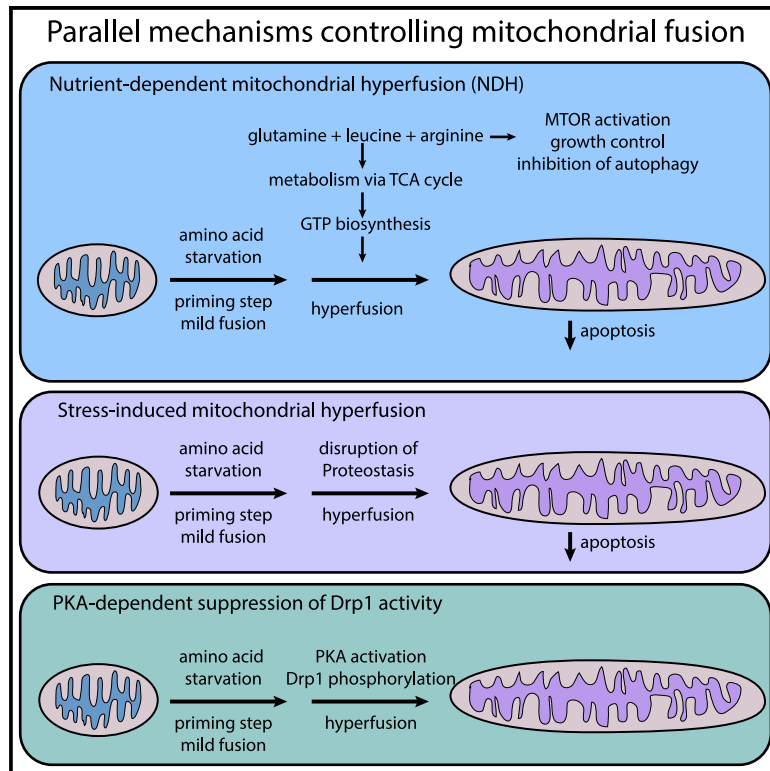 Parallel mechanisms controlling mitochondrial fusion
Nutrient-dependent mitochondrial hyperfusion (NDH)
glutamine + leucine + arginine
MTOR activation
growth control
inhibition of autophagy
metabolism via TCA cycle
GTP biosynthesis
amino acid
starvation
priming step
mild fusion
hyperfusion
apoptosis
Stress-induced mitochondrial hyperfusion
amino acid
starvation
priming step
mild fusion
disruption of
Proteostasis
hyperfusion
apoptosis
PKA-dependent suppression of Drp1 activity
amino acid
starvation
priming step
mild fusion
PKA activation
Drp1 phosphorylation
hyperfusion